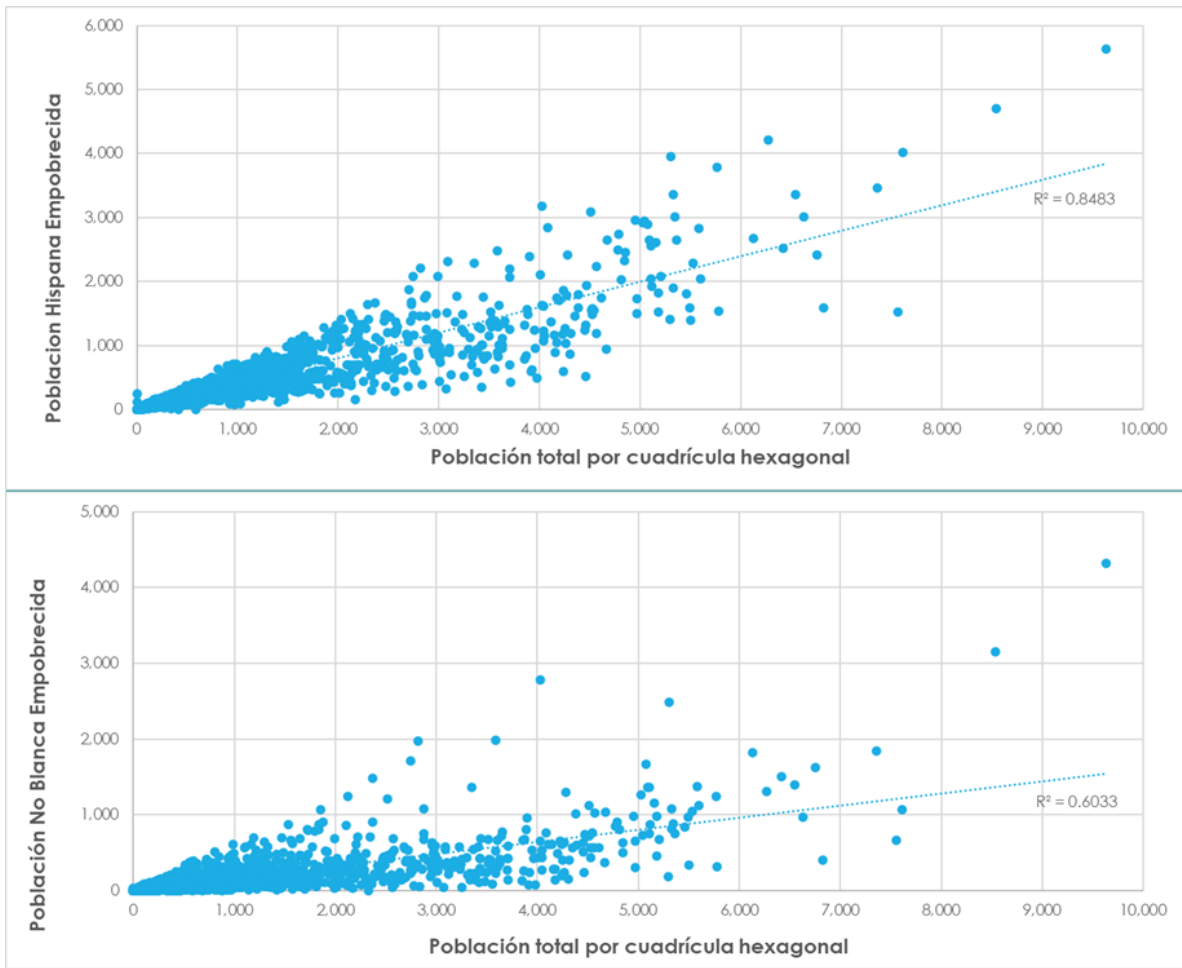 6,000
5,000
4,000
3,000
2,000
1,000
0
Poblacion Hispana Empobrecida
R² = 0.8483
0 1,000 2,000 3,000 4,000 5,000 6,000 7,000 8,000 9,000 10,000
Población total por cuadrícula hexagonal
5,000
4,000
3,000
2,000
1,000
0
Población No Blanca Empobrecida
R² = 0.6033
0 1,000 2,000 3,000 4,000 5,000 6,000 7,000 8,000 9,000 10,000
Población total por cuadrícula hexagonal